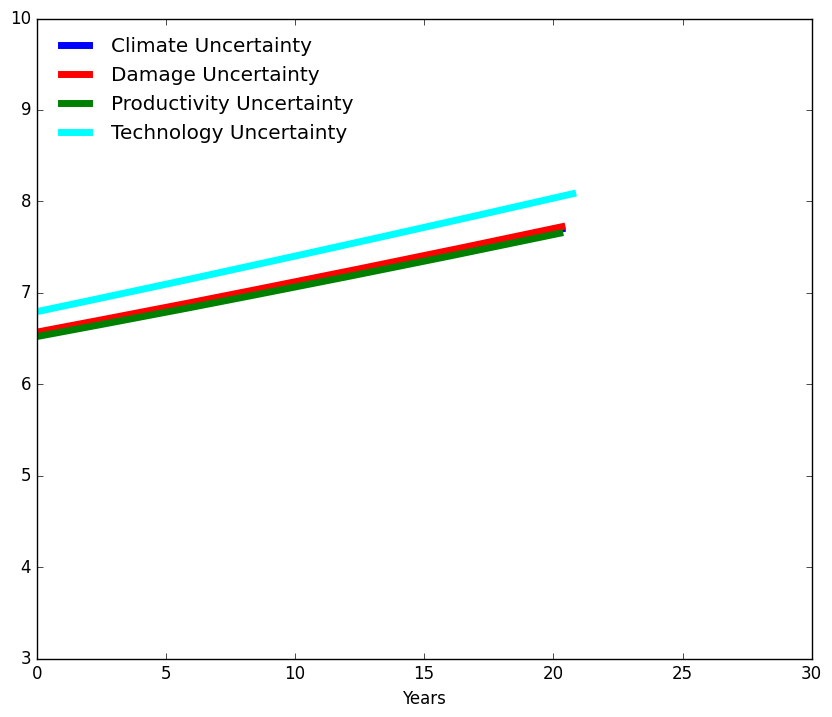 10
9
8
7
6
5
4
3
Climate Uncertainty
Damage Uncertainty
Productivity Uncertainty
Technology Uncertainty
0 5 10 15 20 25 30
Years